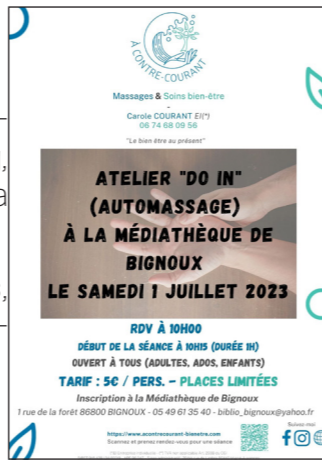 À CONTRE-COURANT
Massages & Soins bien-être
-
Carole COURANT EI(*)
06 74 68 09 56
"Le bien être au présent"
ATELIER "DO IN"
(AUTOMASSAGE)
À LA MÉDIATHÈQUE DE
BIGNOUX
LE SAMEDI 1 JUILLET 2023
RDV À 10H00
DÉBUT DE LA SÉANCE À 10H15 (DURÉE 1H)
OUVERT À TOUS (ADULTES, ADOS, ENFANTS)
TARIF : 5€ / PERS. - PLACES LIMITÉES
Inscription à la Médiathèque de Bignoux
1 rue de la forêt 86800 BIGNOUX - 05 49 61 35 40 - biblio_bignoux@yahoo.fr
https://www.acontrecourant-bienetre.com
Scannez et prenez rendez-vous pour une séance
Suivez-moi